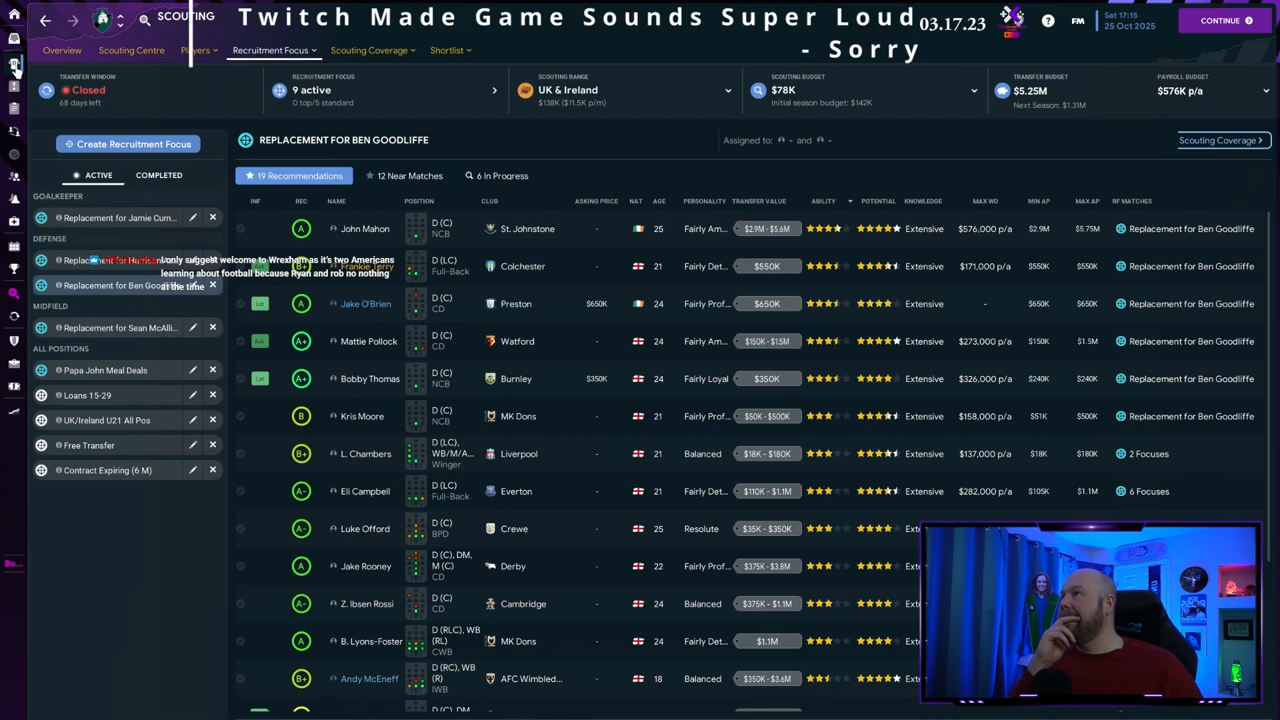 Twitch Made Game Sounds Super Loud
- Sorry
SCOUTING
03.17.23
FM
Sat 17:15
25 Oct 2025
CONTINUE
Overview
Scouting Centre
Players
Recruitment Focus
Scouting Coverage
Shortlist
TRANSFER WINDOW
Closed
68 days left
RECRUITMENT FOCUS
9 active
0 top/5 standard
SCOUTING RANGE
UK & Ireland
$138K ($11.5K p/m)
SCOUTING BUDGET
$78K
Initial season budget: $142K
TRANSFER BUDGET
$5.25M
Next Season: $1.31M
PAYROLL BUDGET
$576K p/a
Create Recruitment Focus
ACTIVE
COMPLETED
GOALKEEPER
Replacement for Jamie Cum...
DEFENSE
I only suggest welcome to Wrexham as it's two Americans
learning about football because Ryan and rob no nothing
at the time
Replacement for Ben Goodl
MIDFIELD
Replacement for Sean McAlli...
ALL POSITIONS
Papa John Meal Deals
Loans 15-29
UK/Ireland U21 All Pos
Free Transfer
Contract Expiring (6 M)
REPLACEMENT FOR BEN GOODLIFFE
Assigned to: - and -
Scouting Coverage >
19 Recommendations
12 Near Matches
6 In Progress
INF REC NAME POSITION CLUB ASKING PRICE NAT AGE PERSONALITY TRANSFER VALUE ABILITY POTENTIAL KNOWLEDGE MAX WD MIN AP MAX AP RF MATCHES
A John Mahon D (C) NCB St. Johnstone - 25 Fairly Am... $2.9M - $5.6M Extensive $576,000 p/a $2.9M $5.75M Replacement for Ben Goodliffe
B+ Frankie Terry D (LC) Full-Back Colchester - 21 Fairly Det... $550K Extensive $171,000 p/a $550K $550K Replacement for Ben Goodliffe
Lst A Jake O'Brien D (C) CD Preston $650K 24 Fairly Prof... $650K Extensive - $650K $650K Replacement for Ben Goodliffe
A+ Mattie Pollock D (C) CD Watford - 24 Fairly Am... $150K - $1.5M Extensive $273,000 p/a $150K $1.5M Replacement for Ben Goodliffe
Lst A+ Bobby Thomas D (C) NCB Burnley $350K 24 Fairly Loyal $350K Extensive $326,000 p/a $240K $240K Replacement for Ben Goodliffe
B Kris Moore D (C) NCB MK Dons - 21 Fairly Prof... $50K - $500K Extensive $158,000 p/a $51K $500K Replacement for Ben Goodliffe
B+ L. Chambers D (LC), WB/M/A... Winger Liverpool - 21 Balanced $18K - $180K Extensive $137,000 p/a $18K $180K 2 Focuses
A- Eli Campbell D (LC) Full-Back Everton - 21 Fairly Det... $110K - $1.1M Extensive $282,000 p/a $105K $1.1M 6 Focuses
A- Luke Offord D (C) BPD Crewe - 25 Resolute $35K - $350K
A Jake Rooney D (C), DM, M (C) CD Derby - 22 Fairly Prof... $375K - $3.8M
A- Z. Ibsen Rossi D (C) CD Cambridge - 24 Balanced $375K - $1.1M
A B. Lyons-Foster D (RLC), WB (RL) CWB MK Dons - 24 Fairly Det... $1.1M
B+ Andy McEneff D (RC), WB (R) IWB AFC Wimbled... - 18 Balanced $350K - $3.6M
D (C), DM